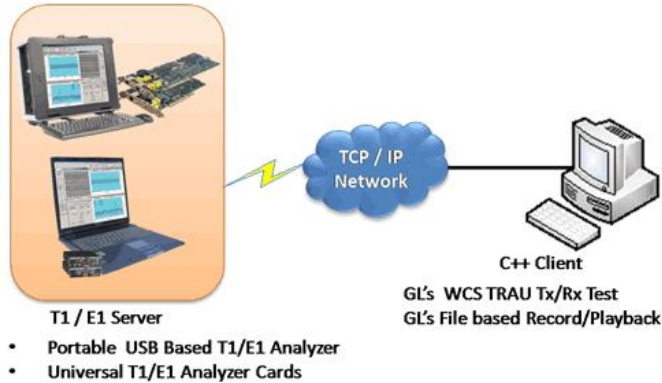 TCP / IP
Network
C++ Client
GL's WCS TRAU Tx/Rx Test
GL's File based Record/Playback
T1 / E1 Server
• Portable USB Based T1/E1 Analyzer
• Universal T1/E1 Analyzer Cards